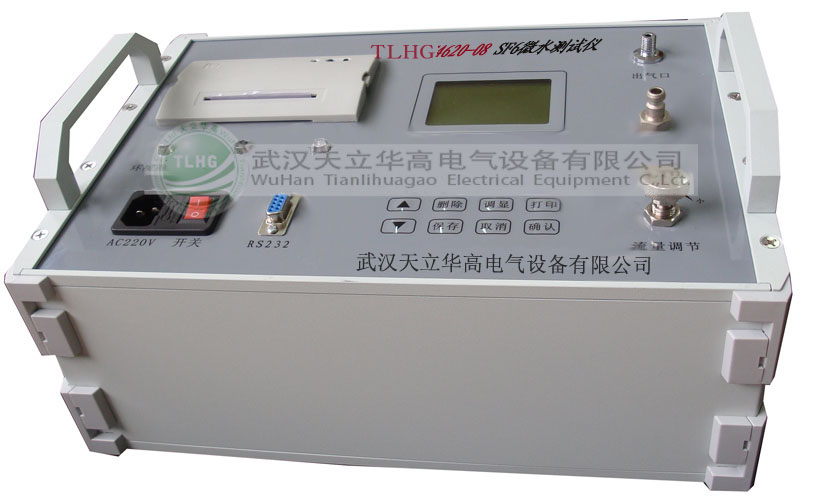 TLHG4620-08 SF6微水测试仪
出气口
TLHG
武汉天立华高电气设备有限公司
WuHan Tianlihuagao Electrical Equipment C.,Lct
小
删除 调显 打印
保存 取消 确认
AC220V 开关
RS232
流量调节
武汉天立华高电气设备有限公司